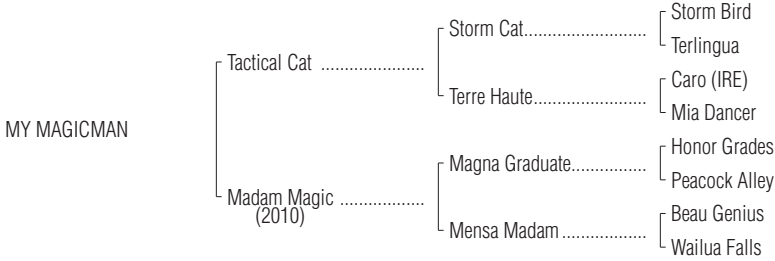 Storm Bird
Storm Cat..........................
Terlingua
Tactical Cat ......................
Caro (IRE)
Terre Haute........................
Mia Dancer
MY MAGICMAN
Honor Grades
Magna Graduate................
Peacock Alley
Madam Magic ..................
(2010)
Beau Genius
Mensa Madam..................
Wailua Falls